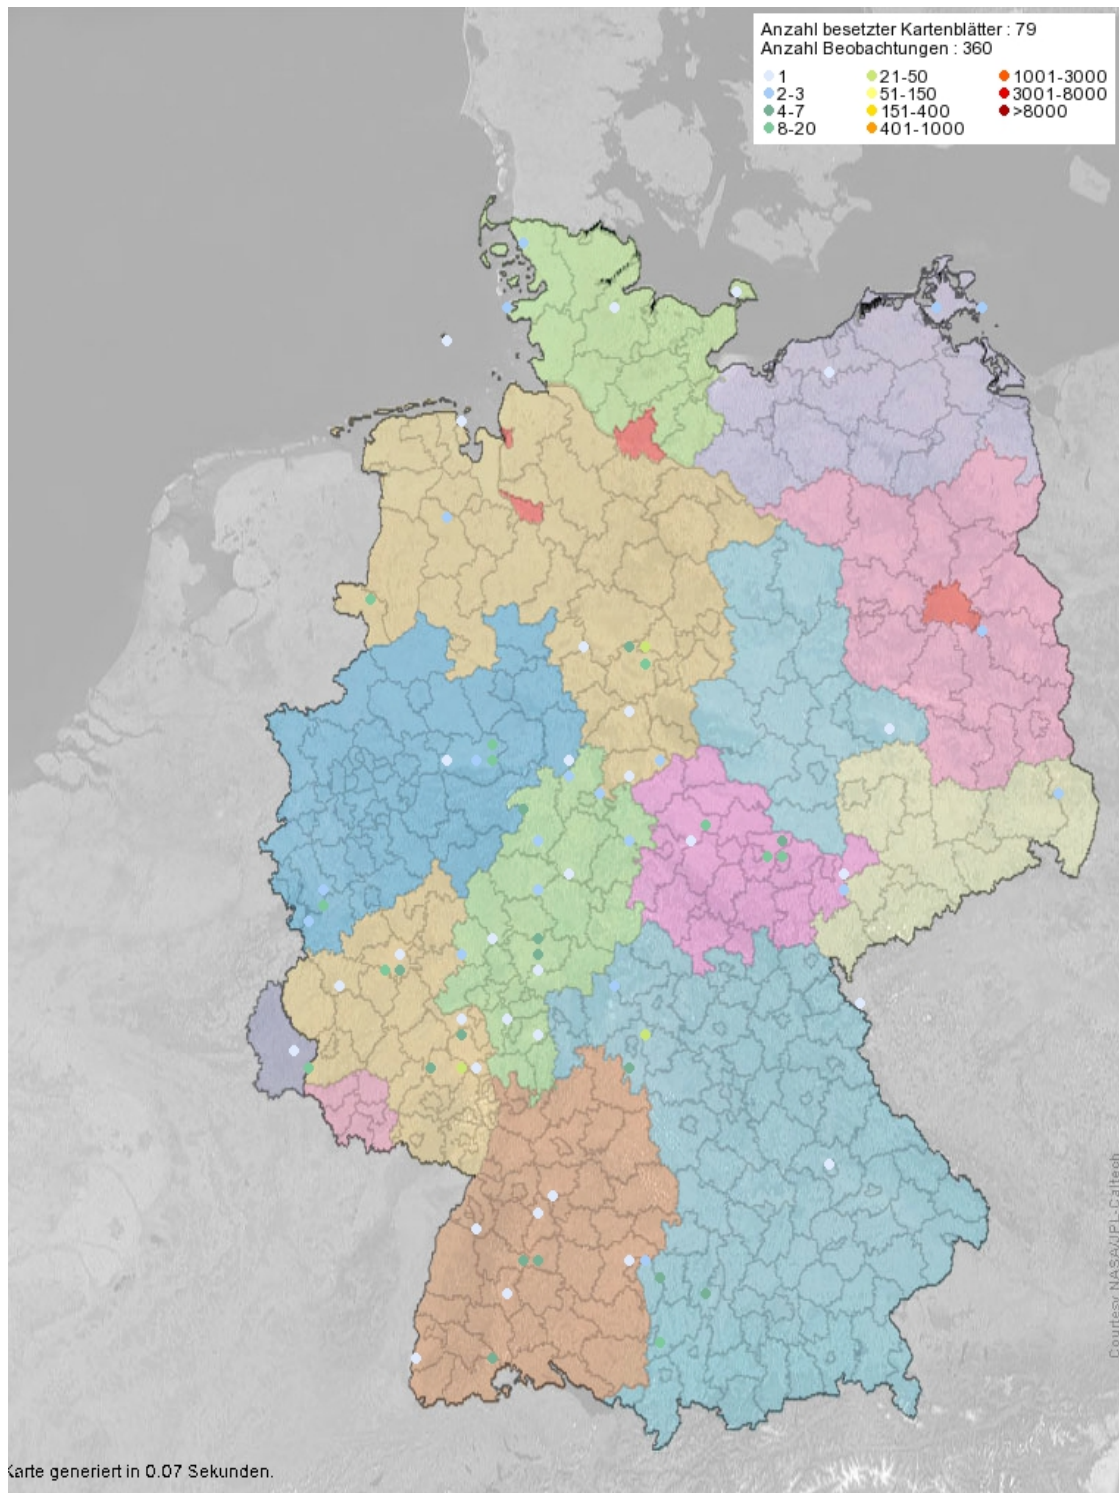 Anzahl besetzter Kartenblätter : 79
Anzahl Beobachtungen : 360
1
2-3
4-7
8-20
21-50
51-150
151-400
401-1000
1001-3000
3001-8000
>8000
Courtesy NASA/JPL-Caltech
Karte generiert in 0.07 Sekunden.